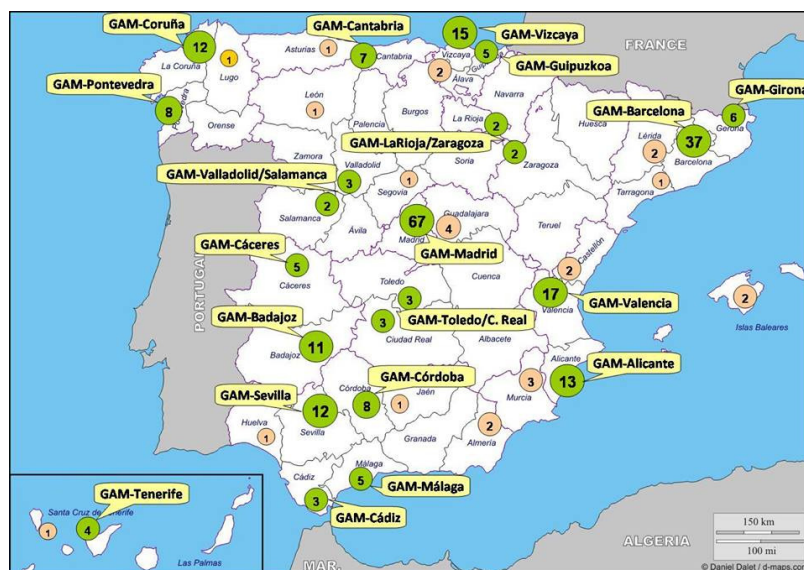 GAM-Coruña
12
La Coruña
1
Lugo
Asturias
1
GAM-Cantabria
7
Cantabria
15
GAM-Vizcaya
Vizcaya
5
GAM-Guipuzkoa
2
Álava
Navarra
FRANCE
GAM-Girona
6
Gerona
GAM-Pontevedra
8
Orense
León
1
Palencia
Burgos
La Rioja
2
GAM-LaRioja/Zaragoza
2
Zaragoza
Huesca
GAM-Barcelona
37
Barcelona
Lérida
2
Tarragona
1
Zamora
Valladolid
GAM-Valladolid/Salamanca
3
2
Salamanca
Segovia
1
Soria
Ávila
67
Madrid
GAM-Madrid
Guadalajara
4
Teruel
Castellón
2
PORTUGAL
GAM-Cáceres
5
Cáceres
Toledo
3
3
GAM-Toledo/C. Real
Ciudad Real
Cuenca
17
Valencia
GAM-Valencia
2
Islas Baleares
GAM-Badajoz
11
Badajoz
Albacete
Alicante
13
GAM-Alicante
3
Murcia
GAM-Sevilla
12
Sevilla
GAM-Córdoba
Córdoba
8
Jaén
1
Huelva
1
Granada
2
Almería
Málaga
5
GAM-Málaga
Cádiz
3
GAM-Cádiz
GAM-Tenerife
Santa Cruz de Tenerife
1
4
Las Palmas
MAR.
ALGERIA
150 km
100 mi
© Daniel Dalet / d-maps.com